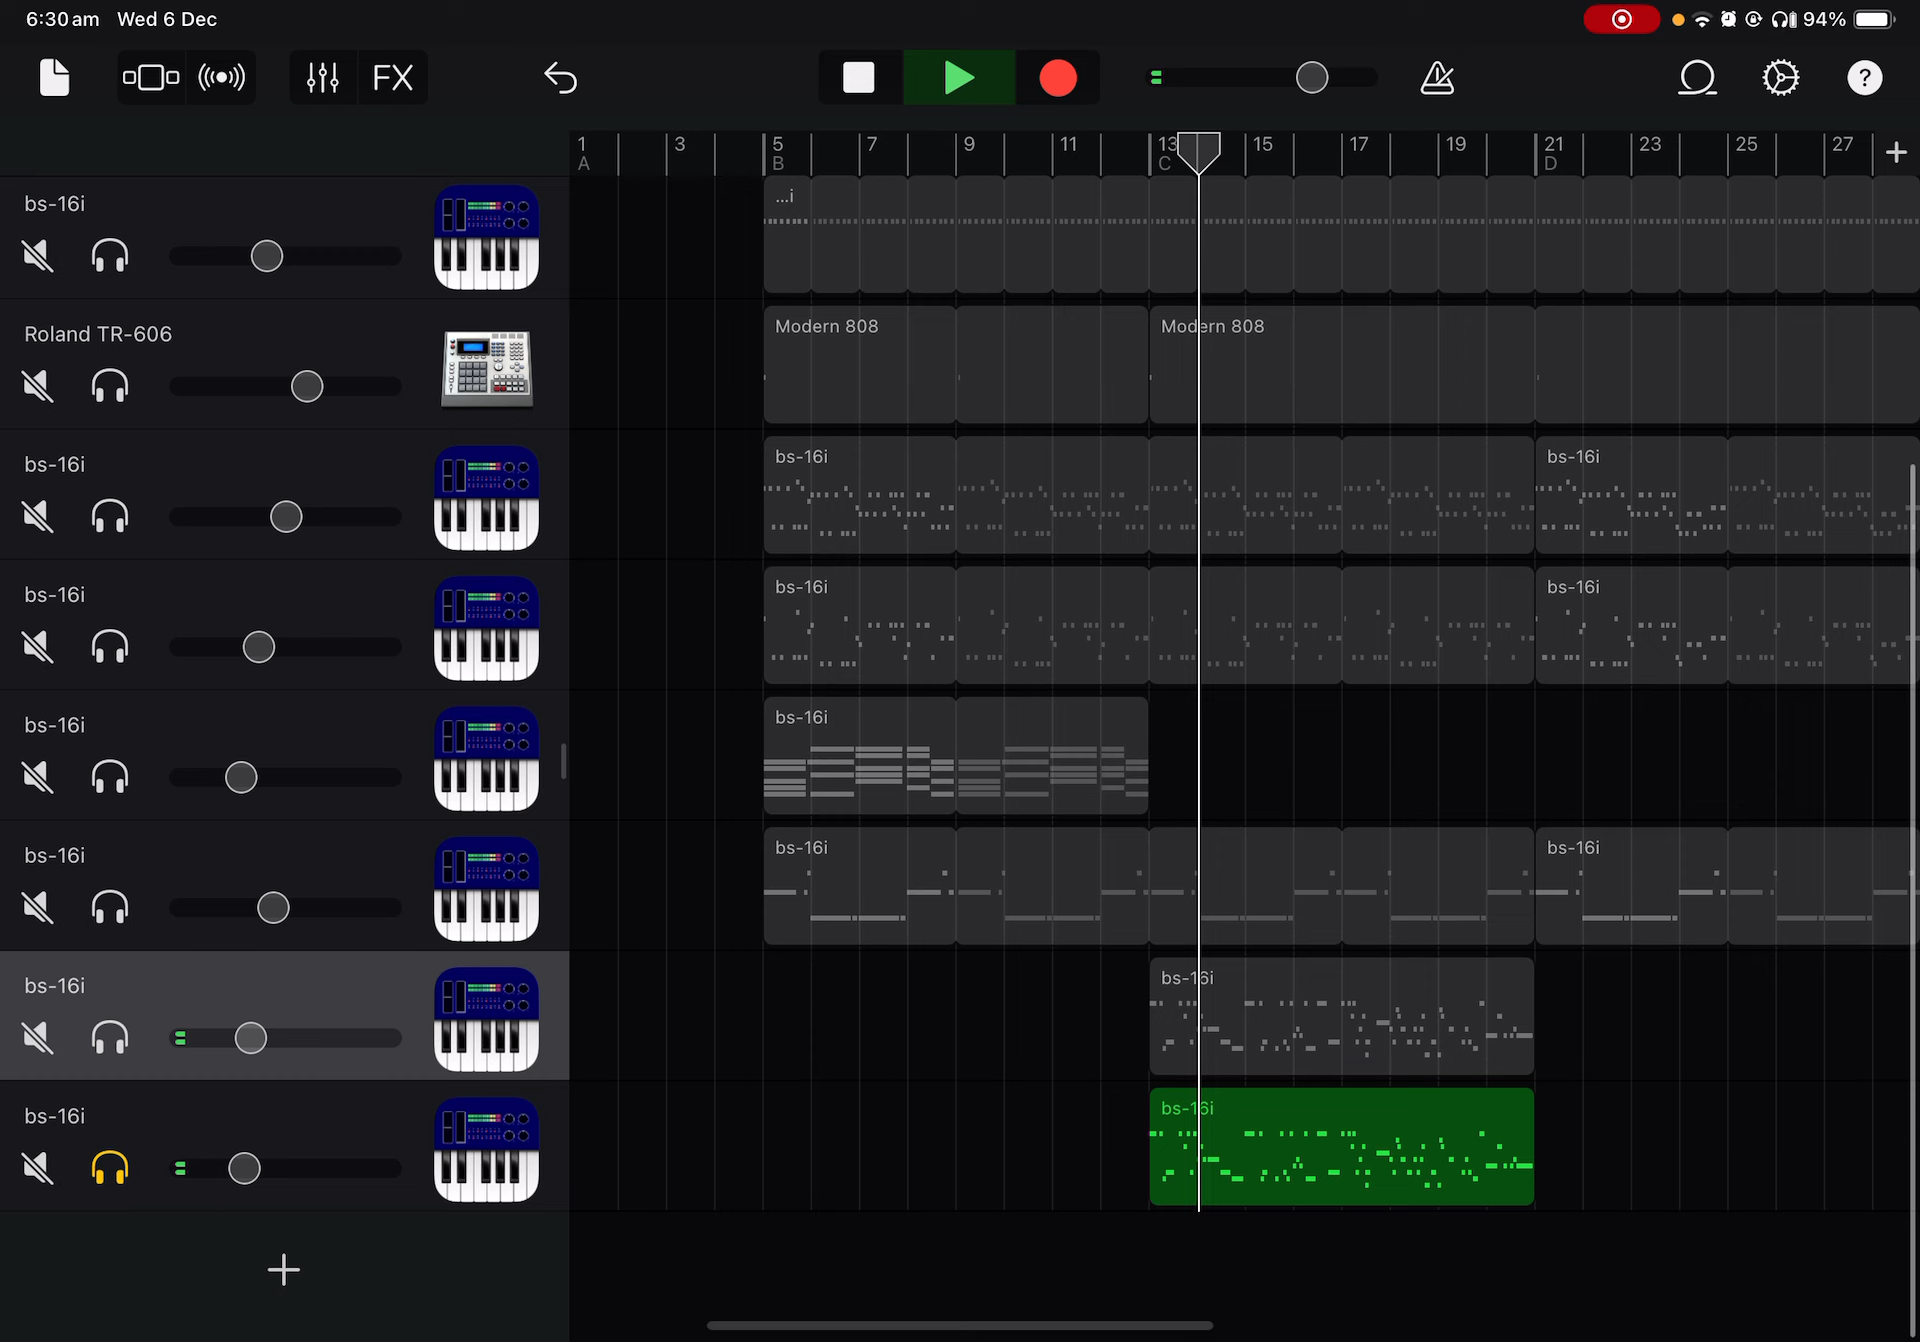 6:30 am Wed 6 Dec 94%
FX ?
1 3 5 7 9 11 13 15 17 19 21 23 25 27 +
A B C D
bs-16i
...i
Roland TR-606
Modern 808 Modern 808
bs-16i
bs-16i bs-16i
bs-16i
bs-16i bs-16i
bs-16i
bs-16i
bs-16i
bs-16i bs-16i
bs-16i
bs-16i
bs-16i
bs-16i
+